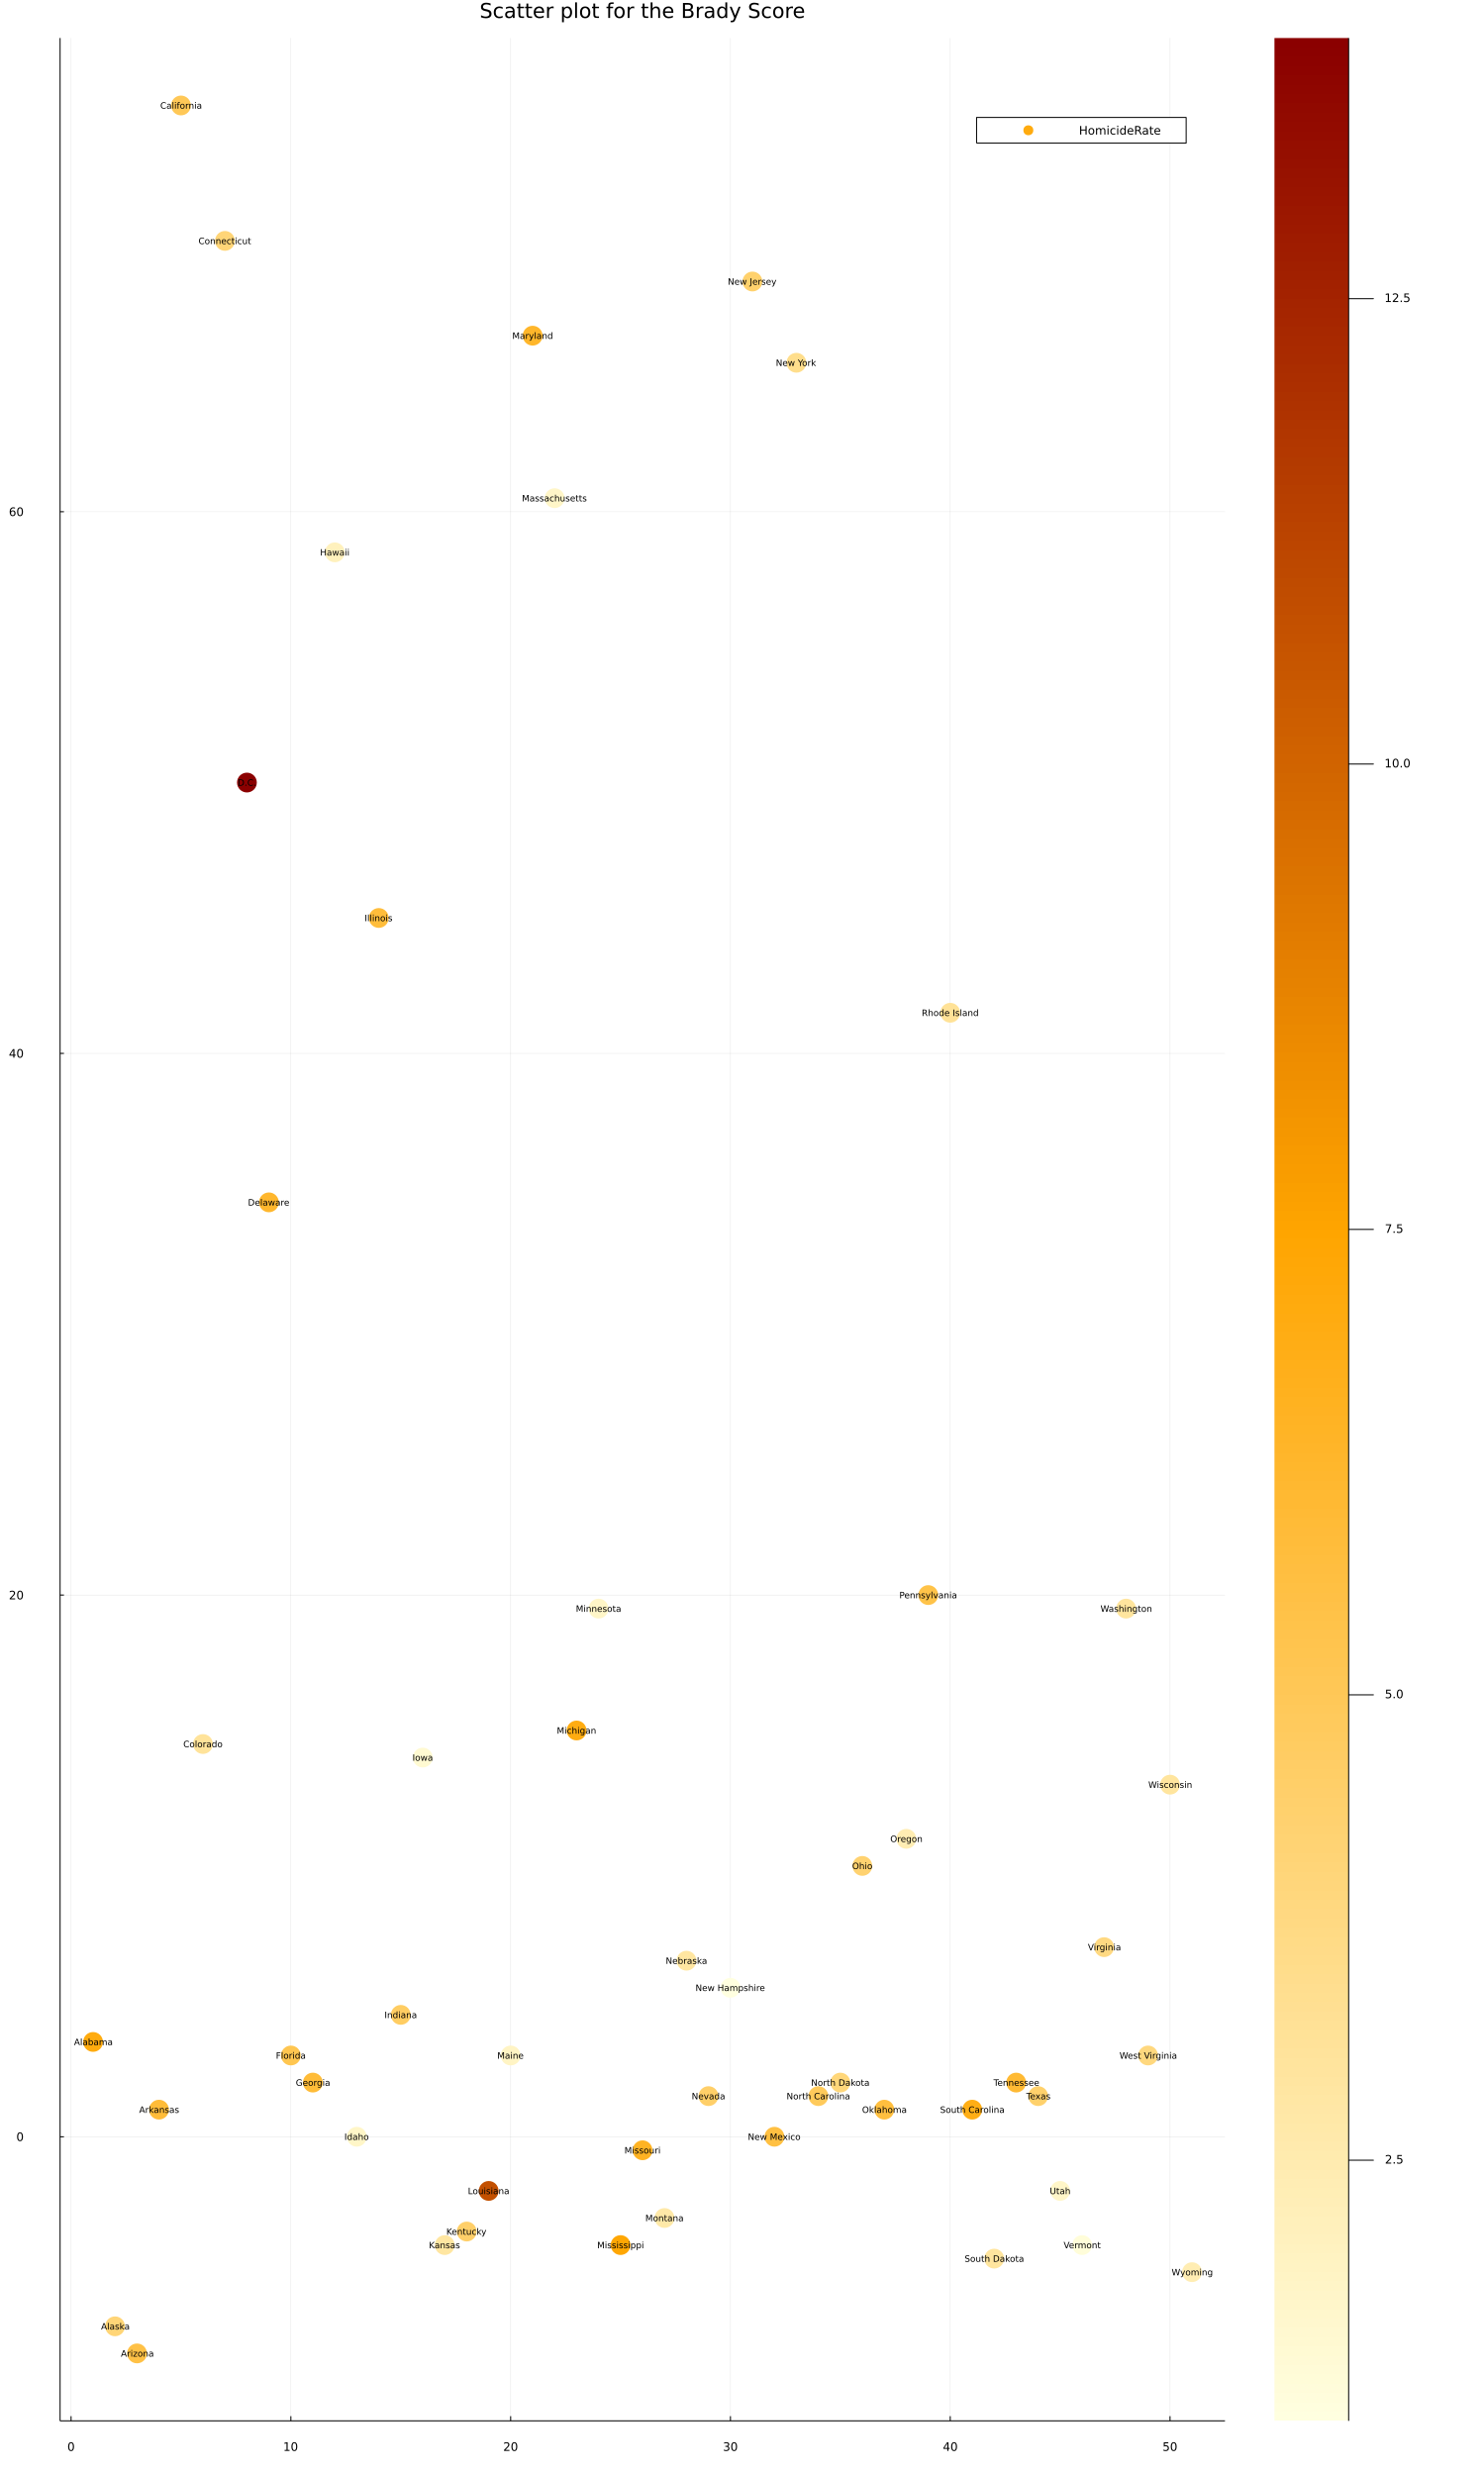 Scatter plot for the Brady Score
California
HomicideRate
Connecticut
New Jersey
12.5
Maryland
New York
Massachusetts
60
Hawaii
10.0
Illinois
Rhode Island
40
Delaware
7.5
Pennsylvania
20
Minnesota
Washington
5.0
Michigan
Colorado
Iowa
Wisconsin
Oregon
Ohio
Virginia
Nebraska
New Hampshire
Indiana
Alabama
Florida
Maine
West Virginia
Georgia
North Dakota
Tennessee
Nevada
North Carolina
Texas
Arkansas
Oklahoma
South Carolina
0
Idaho
New Mexico
Missouri
2.5
Louisiana
Utah
Montana
Kentucky
Kansas
Mississippi
Vermont
South Dakota
Wyoming
Alaska
Arizona
0 10 20 30 40 50